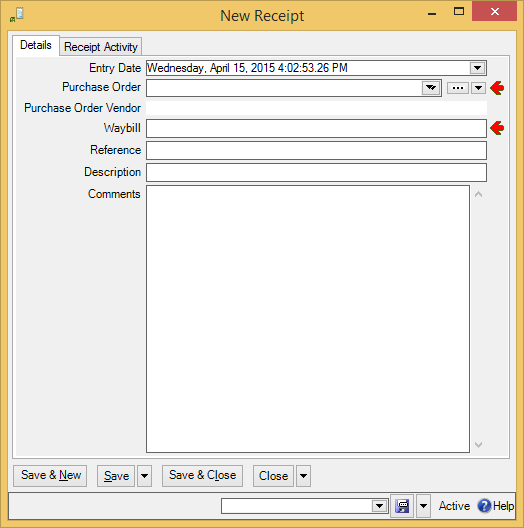 New Receipt
Details
Receipt Activity
Entry Date
Wednesday, April 15, 2015 4:02:53.26 PM
Purchase Order
Purchase Order Vendor
Waybill
Reference
Description
Comments
Save & New
Save
Save & Close
Close
Active
Help